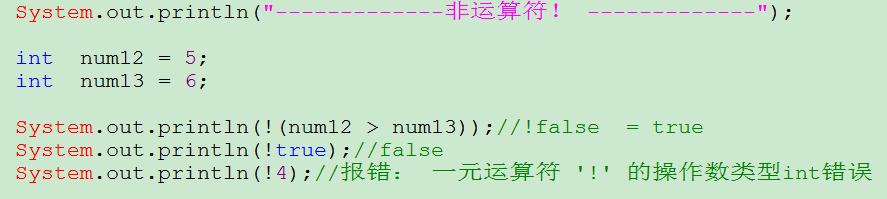 System.out.println("-------------非运算符！ -------------");
int  num12 = 5;
int  num13 = 6;
System.out.println(!(num12 > num13));//!false  = true
System.out.println(!true);//false
System.out.println(!4);//报错： 一元运算符 '!' 的操作数类型int错误